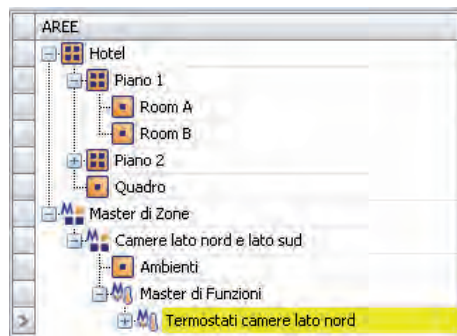 AREE
Hotel
Piano 1
Room A
Room B
Piano 2
Quadro
Master di Zone
Camere lato nord e lato sud
Ambienti
Master di Funzioni
Termostati camere lato nord